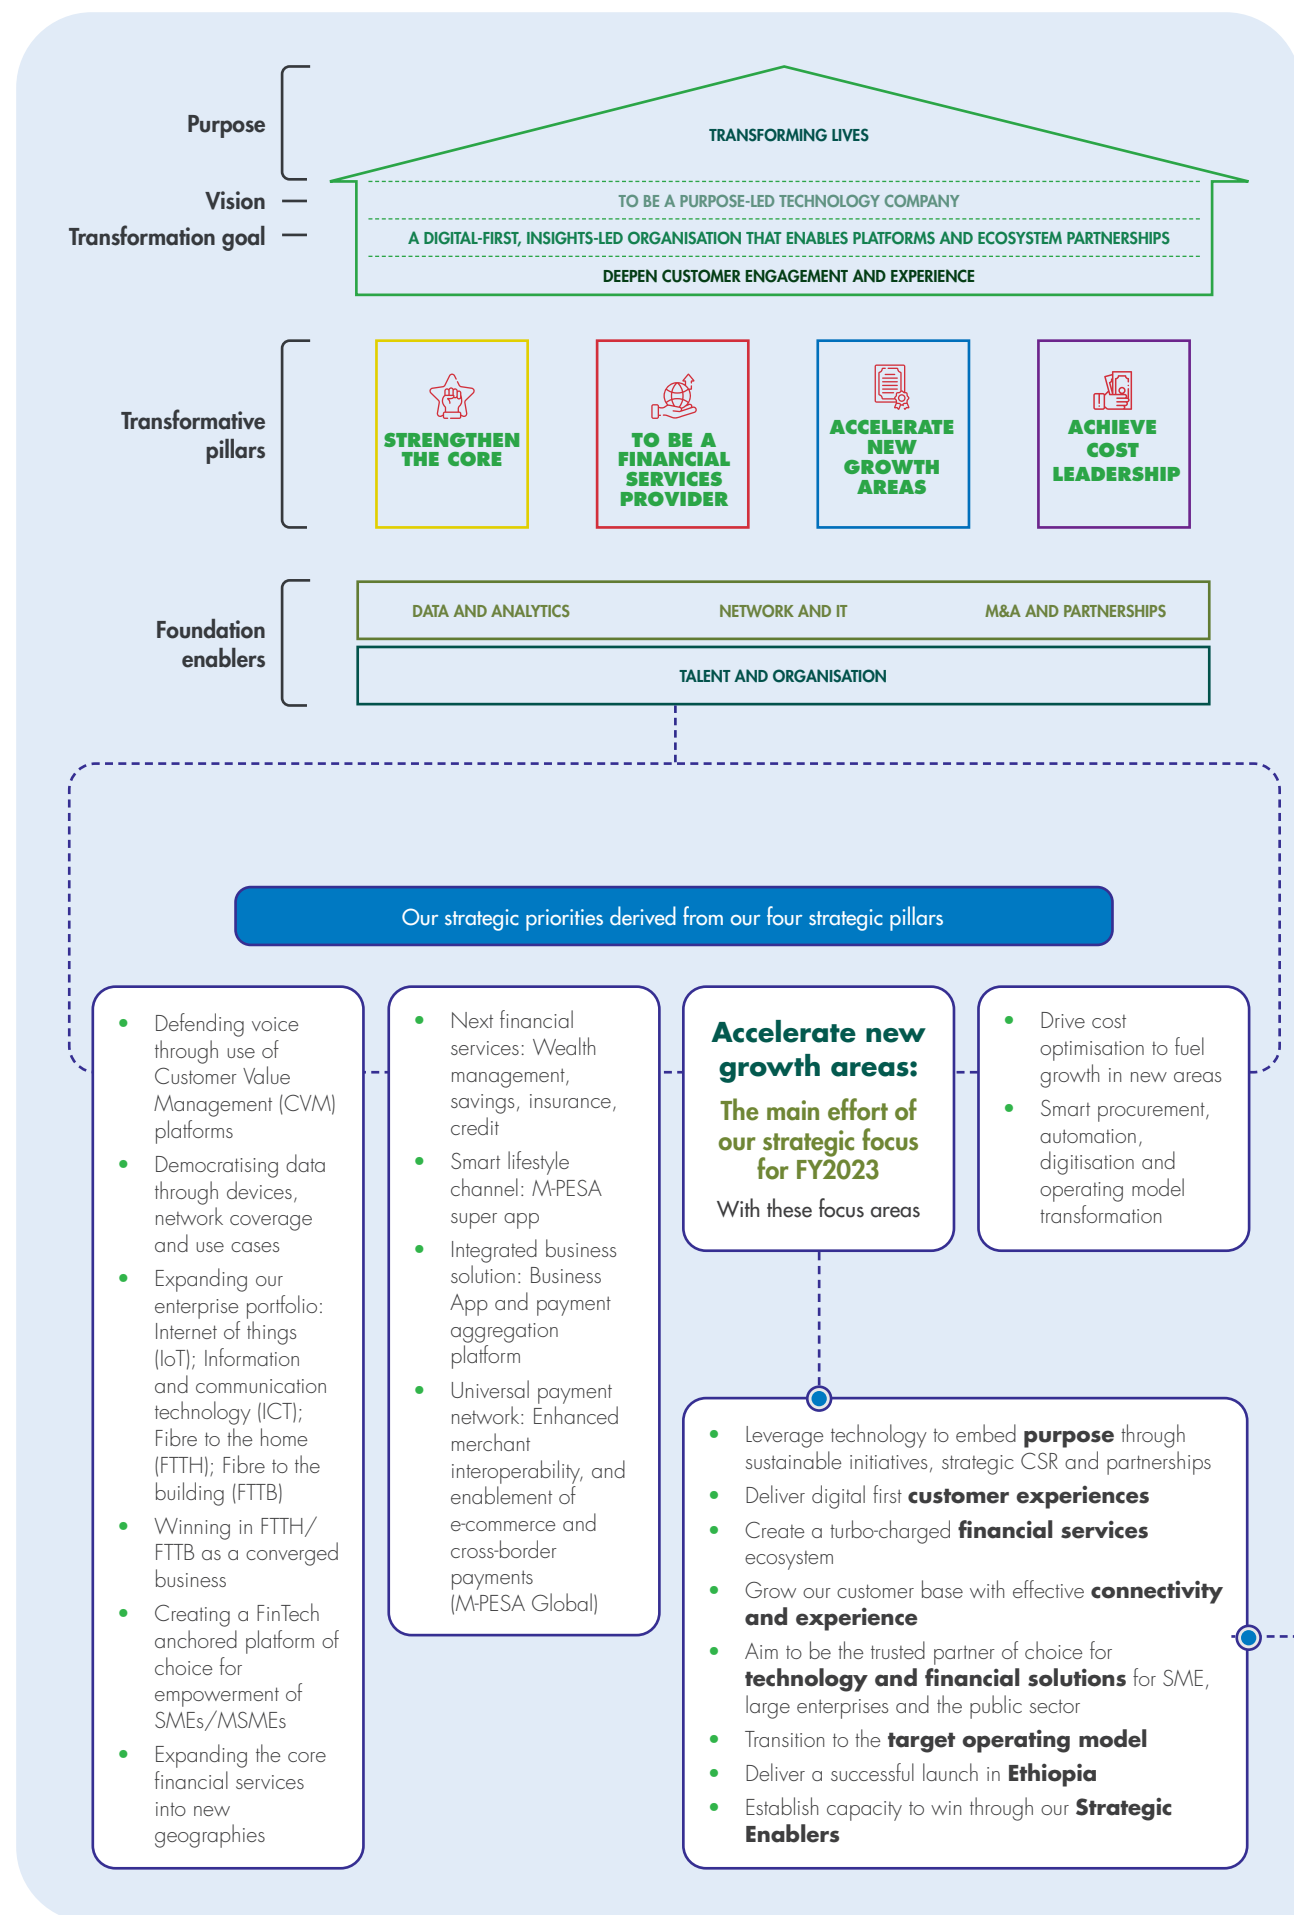 Purpose
TRANSFORMING LIVES
Vision
TO BE A PURPOSE-LED TECHNOLOGY COMPANY
Transformation goal
A DIGITAL-FIRST, INSIGHTS-LED ORGANISATION THAT ENABLES PLATFORMS AND ECOSYSTEM PARTNERSHIPS
DEEPEN CUSTOMER ENGAGEMENT AND EXPERIENCE
Transformative
pillars
STRENGTHEN
THE CORE
TO BE A
FINANCIAL
SERVICES
PROVIDER
ACCELERATE
NEW
GROWTH
AREAS
ACHIEVE
COST
LEADERSHIP
Foundation
enablers
DATA AND ANALYTICS
NETWORK AND IT
M&A AND PARTNERSHIPS
TALENT AND ORGANISATION
Our strategic priorities derived from our four strategic pillars
• Defending voice
through use of
Customer Value
Management (CVM)
platforms
• Democratising data
through devices,
network coverage
and use cases
• Expanding our
enterprise portfolio:
Internet of things
(IoT); Information
and communication
technology (ICT);
Fibre to the home
(FTTH); Fibre to the
building (FTTB)
• Winning in FTTH/
FTTB as a converged
business
• Creating a FinTech
anchored platform of
choice for
empowerment of
SMEs/MSMEs
• Expanding the core
financial services
into new
geographies
• Next financial
services: Wealth
management,
savings, insurance,
credit
• Smart lifestyle
channel: M-PESA
super app
• Integrated business
solution: Business
App and payment
aggregation
platform
• Universal payment
network: Enhanced
merchant
interoperability, and
enablement of
e-commerce and
cross-border
payments
(M-PESA Global)
Accelerate new
growth areas:
The main effort of
our strategic focus
for FY2023
With these focus areas
• Drive cost
optimisation to fuel
growth in new areas
• Smart procurement,
automation,
digitisation and
operating model
transformation
• Leverage technology to embed purpose through
sustainable initiatives, strategic CSR and partnerships
• Deliver digital first customer experiences
• Create a turbo-charged financial services
ecosystem
• Grow our customer base with effective connectivity
and experience
• Aim to be the trusted partner of choice for
technology and financial solutions for SME,
large enterprises and the public sector
• Transition to the target operating model
• Deliver a successful launch in Ethiopia
• Establish capacity to win through our Strategic
Enablers